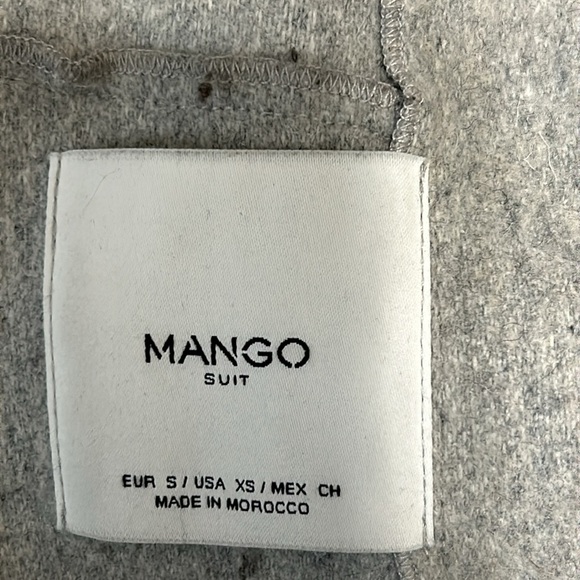 MANGO
SUIT
EUR S / USA XS / MEX CH
MADE IN MOROCCO